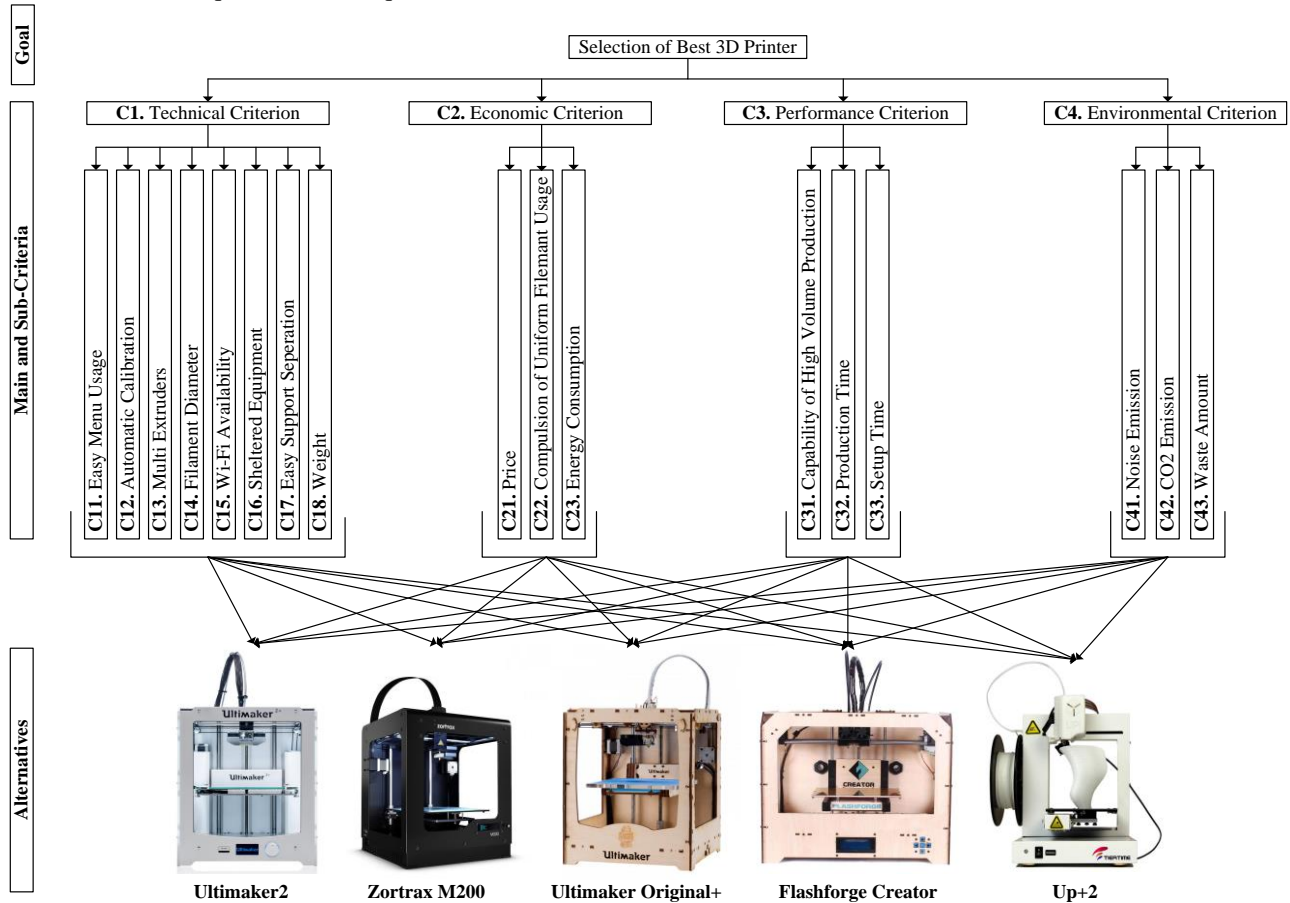 Goal
Selection of Best 3D Printer
Main and Sub-Criteria
C1. Technical Criterion
C2. Economic Criterion
C3. Performance Criterion
C4. Environmental Criterion
C11. Easy Menu Usage
C12. Automatic Calibration
C13. Multi Extruders
C14. Filament Diameter
C15. Wi-Fi Availability
C16. Sheltered Equipment
C17. Easy Support Seperation
C18. Weight
C21. Price
C22. Compulsion of Uniform Filemant Usage
C23. Energy Consumption
C31. Capability of High Volume Production
C32. Production Time
C33. Setup Time
C41. Noise Emission
C42. CO2 Emission
C43. Waste Amount
Alternatives
Ultimaker²
Ultimaker
zortrax
Ultimaker
Ultimaker
CREATOR
FLASHFORGE
TIERTIME
Ultimaker2
Zortrax M200
Ultimaker Original+
Flashforge Creator
Up+2